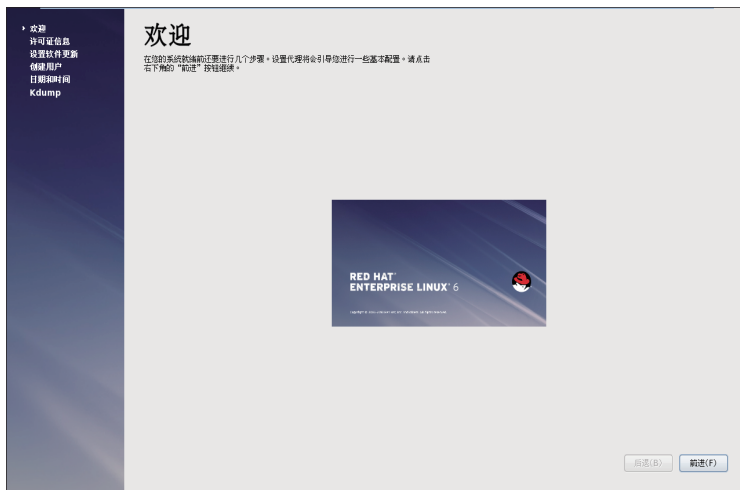 欢迎
许可证信息
设置软件更新
创建用户
日期和时间
Kdump
欢迎
在您的系统就绪前还要进行几个步骤。设置代理将会引导您进行一些基本配置。请点击
右下角的“前进”按钮继续。
RED HAT
ENTERPRISE LINUX 6
后退(B)
前进(F)